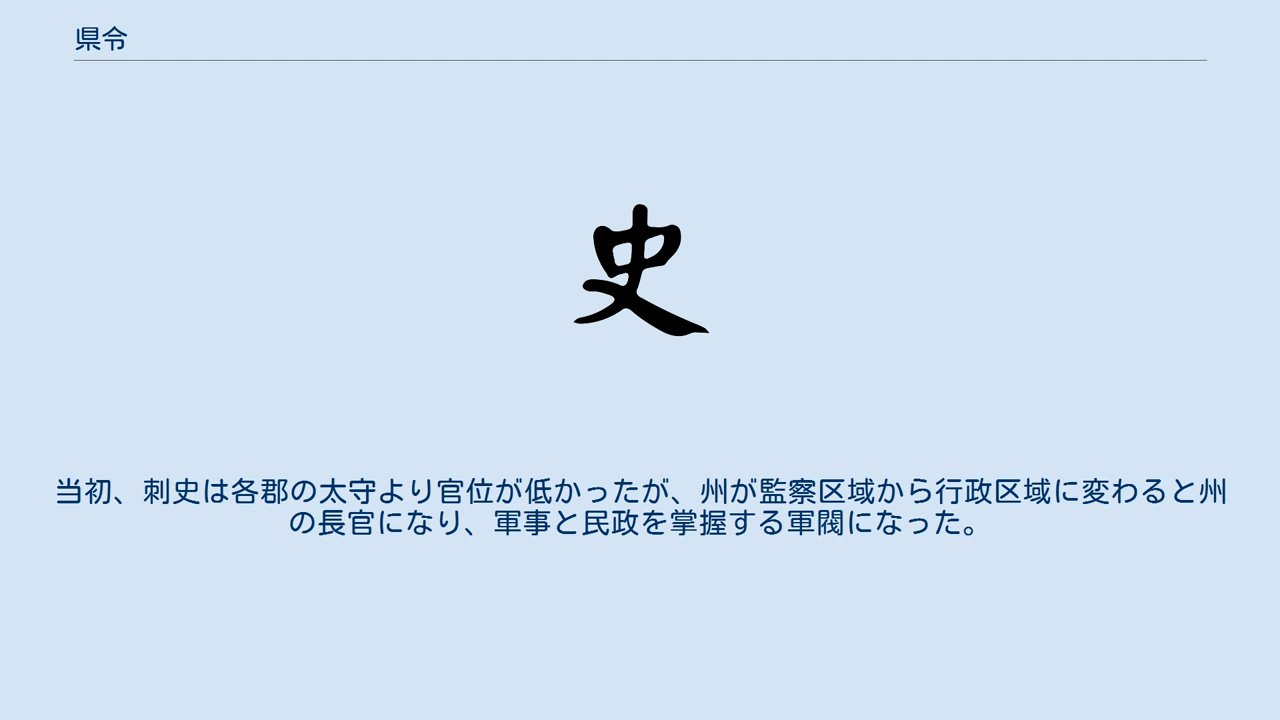 県令
史
当初、刺史は各郡の太守より官位が低かったが、州が監察区域から行政区域に変わると州
の長官になり、軍事と民政を掌握する軍閥になった。